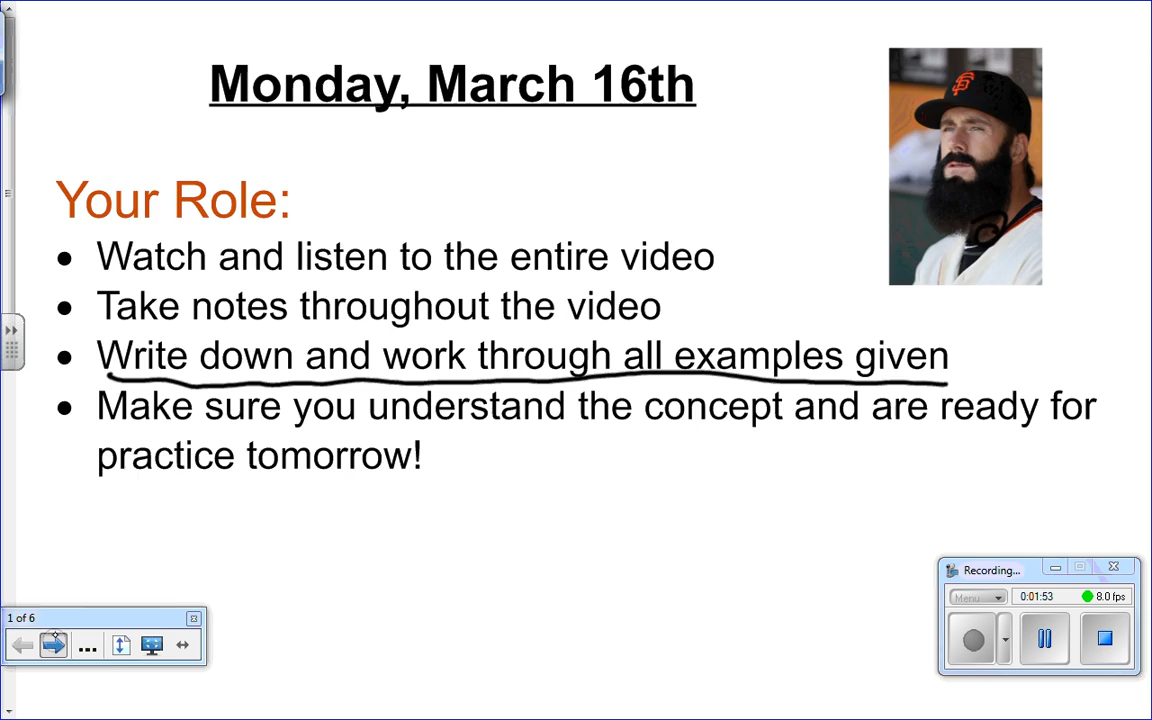 Monday, March 16th
SF
Your Role:
• Watch and listen to the entire video
• Take notes throughout the video
• Write down and work through all examples given
• Make sure you understand the concept and are ready for
practice tomorrow!
Recording...
Menu 0:01:53 8.0 fps
1 of 6
...